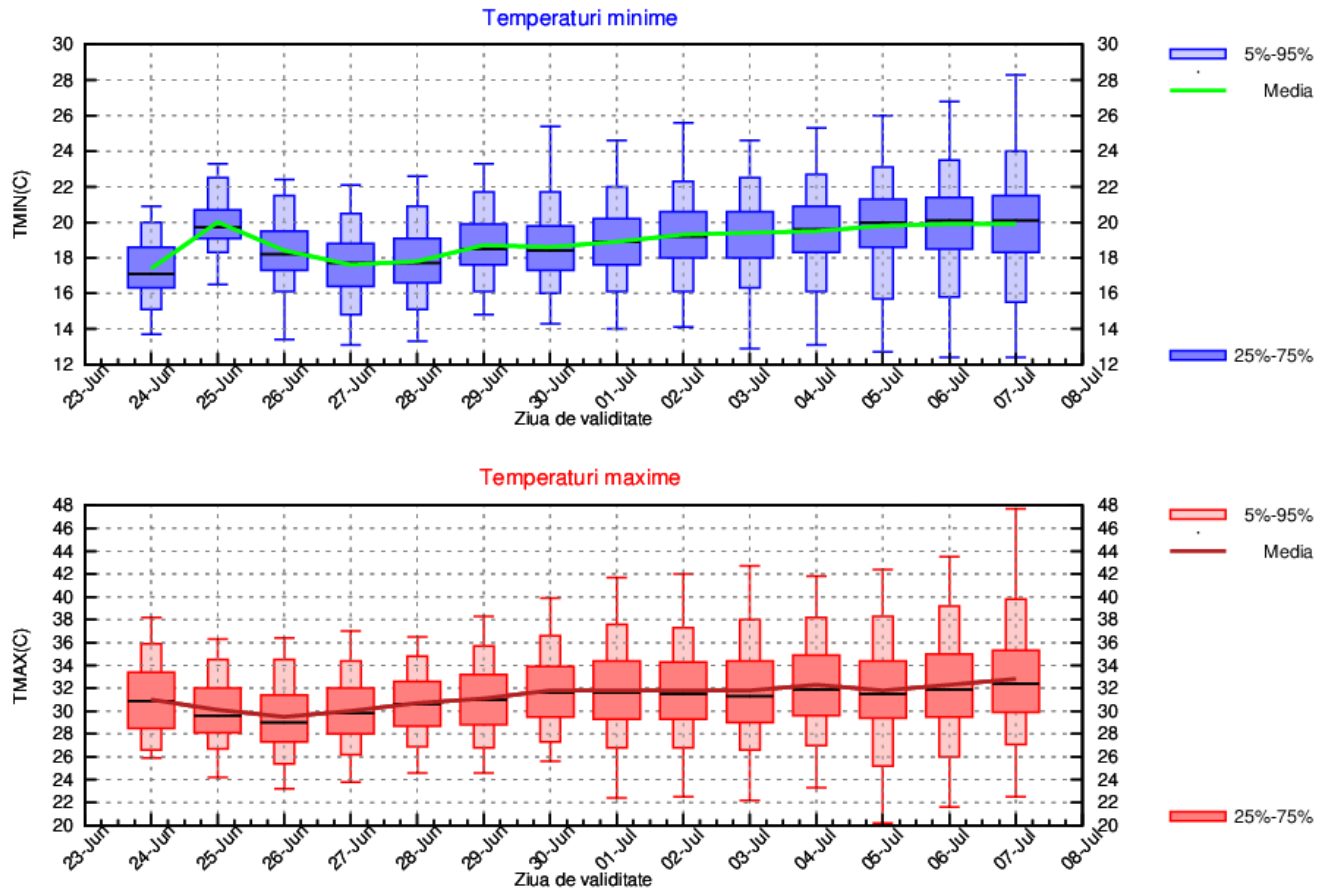 Temperaturi minime
30 30
28 28
26 26
24 24
22 22
20 20
18 18
16 16
14 14
12 12
TMIN(C)
23-Jun 24-Jun 25-Jun 26-Jun 27-Jun 28-Jun 29-Jun 30-Jun 01-Jul 02-Jul 03-Jul 04-Jul 05-Jul 06-Jul 07-Jul 08-Jul
Ziua de validitate
5%-95%
Media
25%-75%
Temperaturi maxime
48 48
46 46
44 44
42 42
40 40
38 38
36 36
34 34
32 32
30 30
28 28
26 26
24 24
22 22
20 20
TMAX(C)
23-Jun 24-Jun 25-Jun 26-Jun 27-Jun 28-Jun 29-Jun 30-Jun 01-Jul 02-Jul 03-Jul 04-Jul 05-Jul 06-Jul 07-Jul 08-Jul
Ziua de validitate
5%-95%
Media
25%-75%